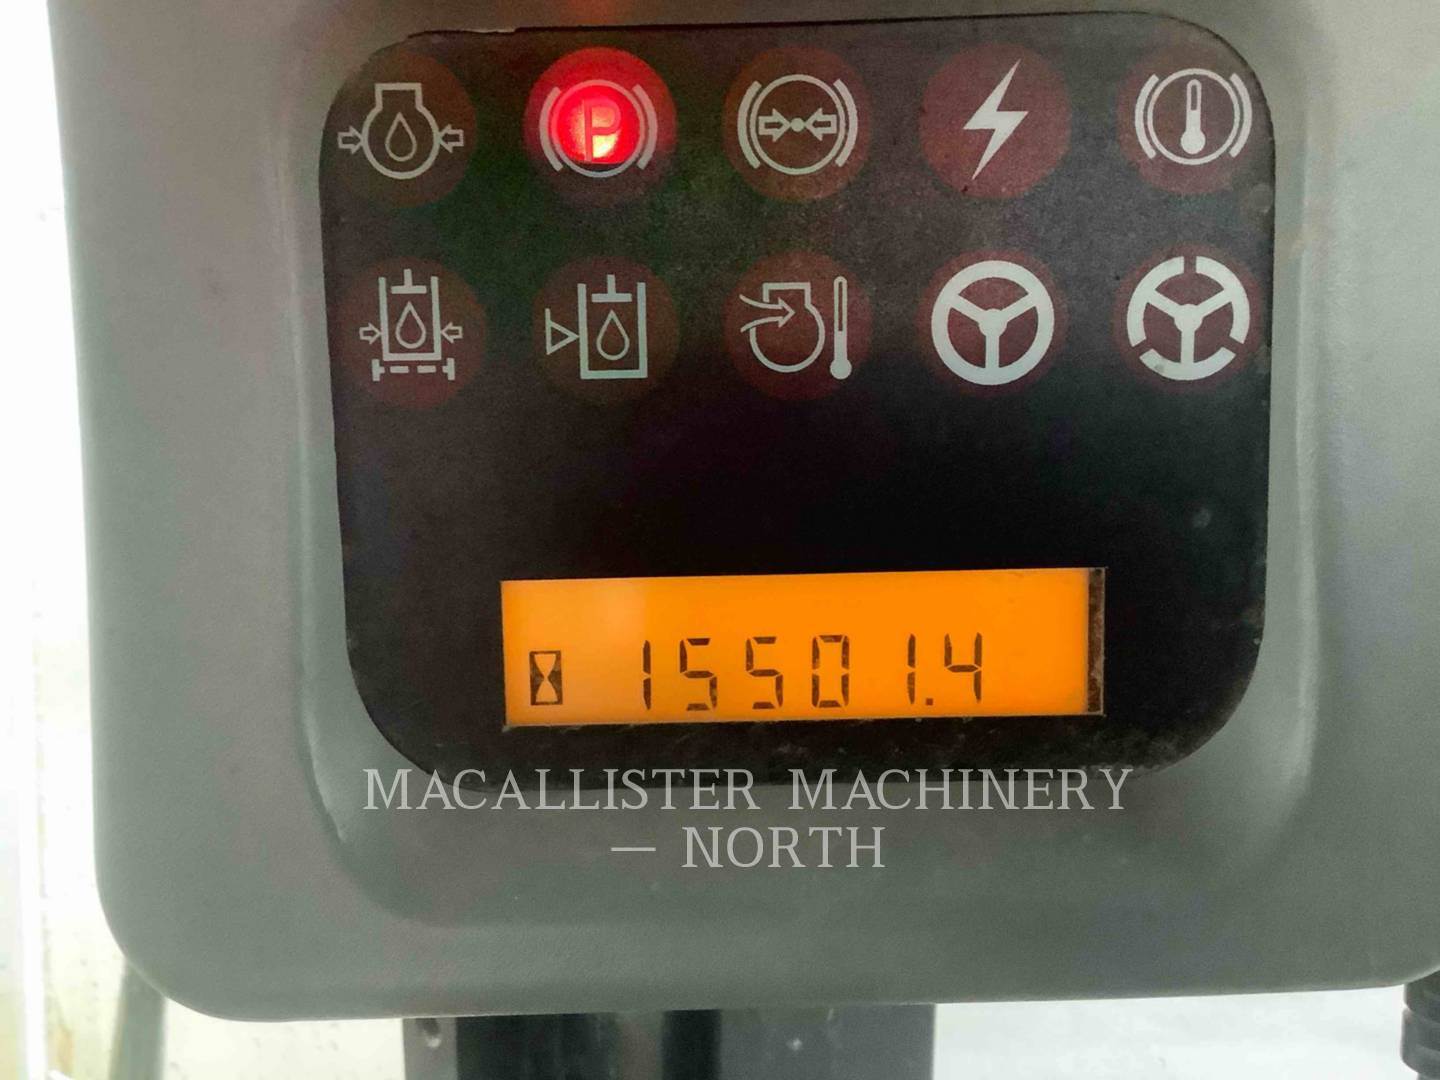 P
15501.4
MACALLISTER MACHINERY
— NORTH